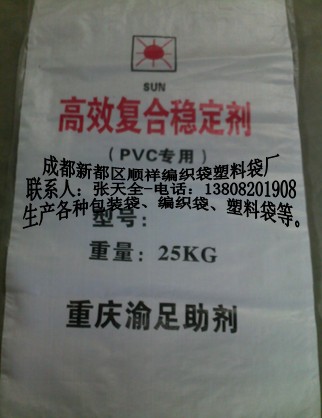 SUN
高效复合稳定剂
(PVC专用)
成都新都区顺祥编织袋塑料袋厂
联系人：张天全-电话：13808201908
生产各种包装袋、编织袋、塑料袋等。
型号：
重量：25KG
重庆渝足助剂